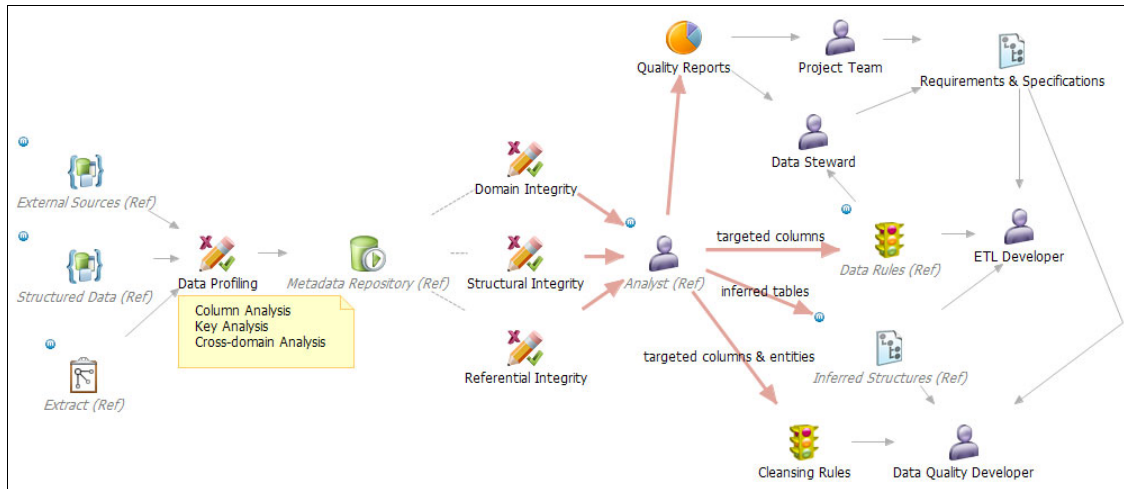 Quality Reports
Project Team
Requirements & Specifications
Data Steward
Domain Integrity
External Sources (Ref)
targeted columns
Data Rules (Ref)
ETL Developer
Structured Data (Ref)
Data Profiling
Metadata Repository (Ref)
Structural Integrity
Analyst (Ref)
inferred tables
Column Analysis
Key Analysis
Cross-domain Analysis
targeted columns & entities
Referential Integrity
Inferred Structures (Ref)
Extract (Ref)
Cleansing Rules
Data Quality Developer
m
m
m
m
m
m